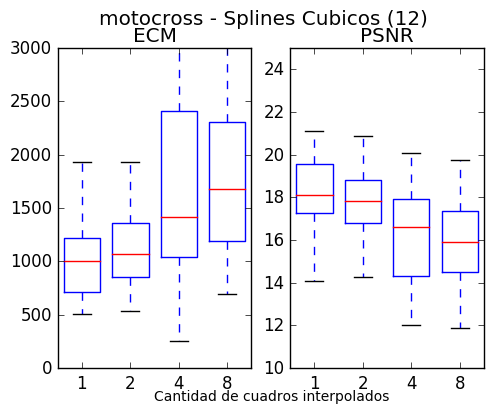 motocross - Splines Cubicos (12)
ECM
PSNR
3000
2500
2000
1500
1000
500
0
1 2 4 8
24
22
20
18
16
14
12
10
1 2 4 8
Cantidad de cuadros interpolados